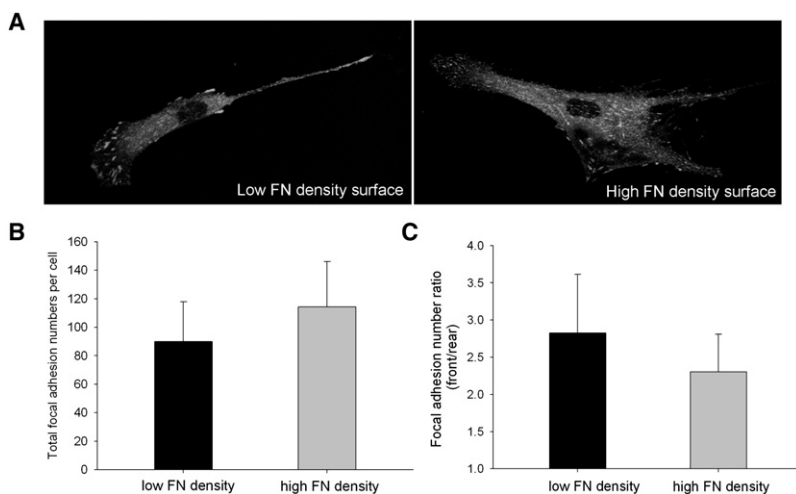 A
Low FN density surface
High FN density surface
B
Total focal adhesion numbers per cell
160
140
120
100
80
60
40
20
0
low FN density
high FN density
C
Focal adhesion number ratio
(front/rear)
4.0
3.5
3.0
2.5
2.0
1.5
1.0
low FN density
high FN density